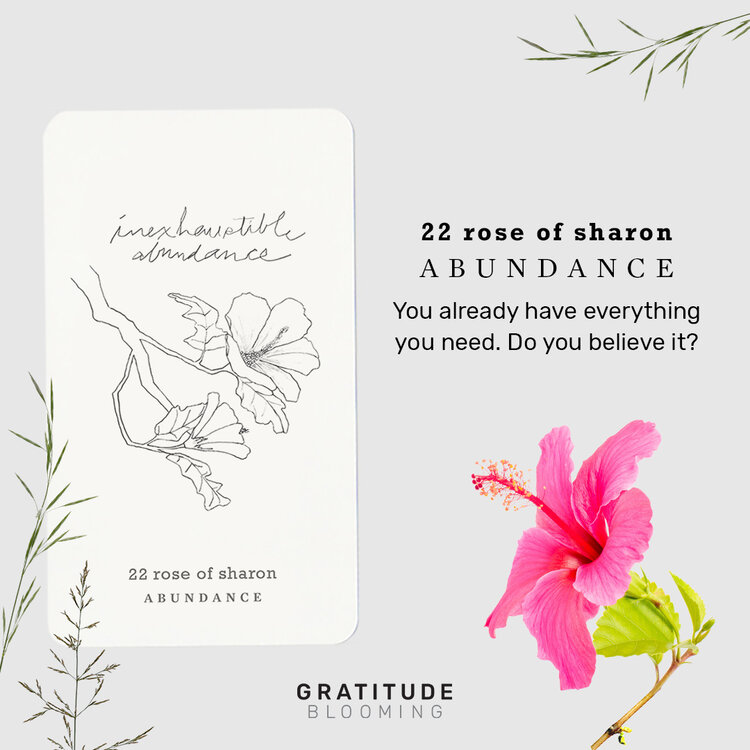 inexhaustible
abundance
22 rose of sharon
ABUNDANCE
22 rose of sharon
ABUNDANCE
You already have everything
you need. Do you believe it?
GRATITUDE
BLOOMING